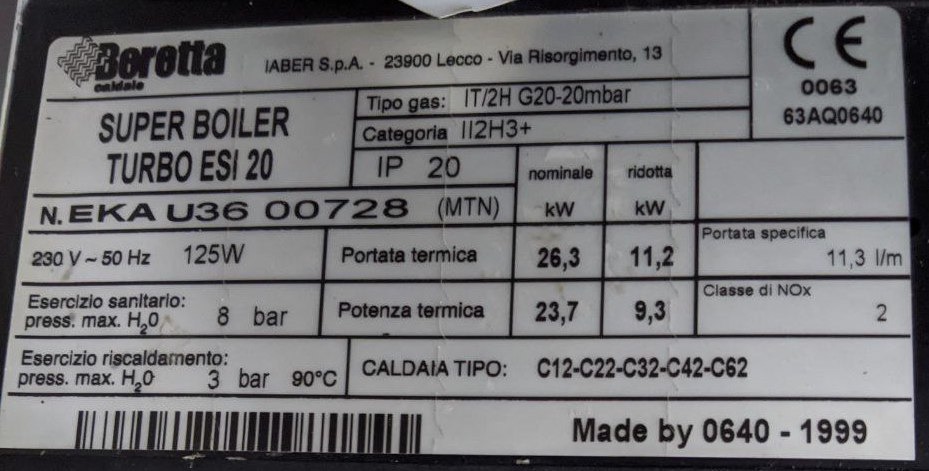 Beretta
caldaie
IABER S.p.A. - 23900 Lecco - Via Risorgimento, 13
CE
0063
63AQ0640
SUPER BOILER
TURBO ESI 20
Tipo gas: IT/2H G20-20mbar
Categoria II2H3+
IP 20
nominale
kW
ridotta
kW
N. EKA U36 00728 (MTN)
230 V ~ 50 Hz 125W
Portata termica 26,3 11,2
Portata specifica
11,3 l/m
Esercizio sanitario:
press. max. H2O 8 bar
Potenza termica 23,7 9,3
Classe di NOx
2
Esercizio riscaldamento:
press. max. H2O 3 bar 90°C
CALDAIA TIPO: C12-C22-C32-C42-C62
Made by 0640 - 1999